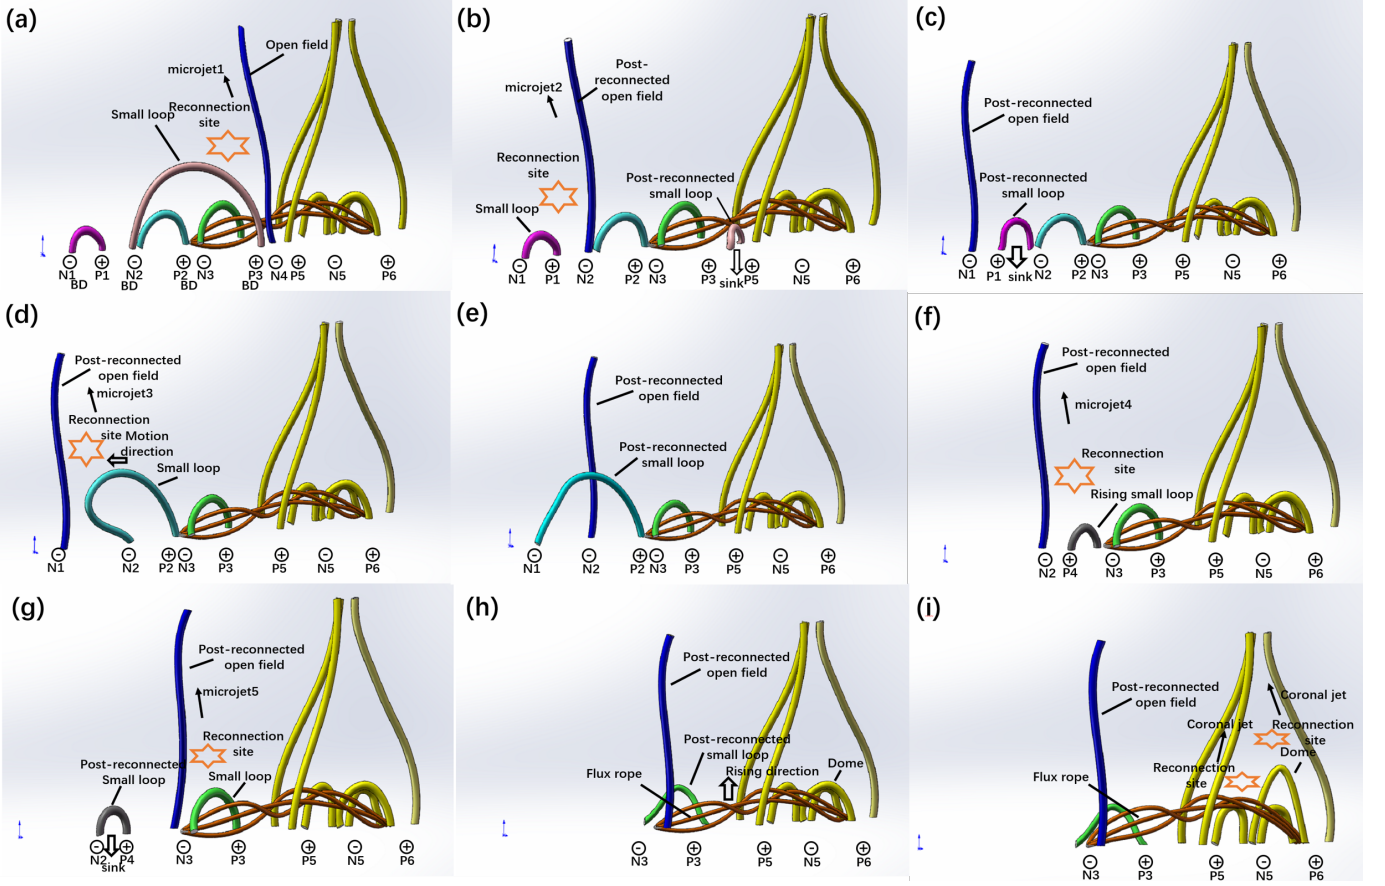 (a)
Open field
microjet1
Reconnection
site
Small loop
N1 P1 N2 P2 N3 P3 N4 P5 N5 P6
BD BD BD BD
(b)
Post-
reconnected
open field
microjet2
Reconnection
site
Post-reconnected
small loop
Small loop
N1 P1 N2 P2 N3 P3 P5 N5 P6
sink
(c)
Post-reconnected
open field
Post-reconnected
small loop
N1 P1 sink N2 P2 N3 P3 P5 N5 P6
(d)
Post-reconnected
open field
microjet3
Reconnection
site
Motion
direction
Small loop
N1 N2 P2 N3 P3 P5 N5 P6
(e)
Post-reconnected
open field
Post-reconnected
small loop
N1 N2 P2 N3 P3 P5 N5 P6
(f)
Post-reconnected
open field
microjet4
Reconnection
site
Rising small loop
N2 P4 N3 P3 P5 N5 P6
(g)
Post-reconnected
open field
microjet5
Reconnection
site
Post-reconnected
Small loop
Small loop
N2 P4 N3 P3 P5 N5 P6
sink
(h)
Post-reconnected
open field
Post-reconnected
small loop
Rising direction
Dome
Flux rope
N3 P3 P5 N5 P6
(i)
Post-reconnected
open field
Coronal jet
Coronal jet
Reconnection
site
Dome
Reconnection
site
Flux rope
N3 P3 P5 N5 P6